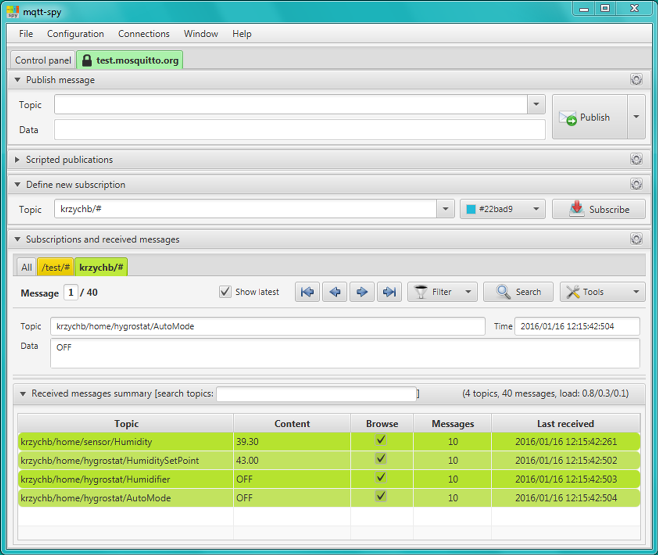 mqtt-spy
File Configuration Connections Window Help
Control panel test.mosquitto.org
Publish message
Topic
Data
Publish
Scripted publications
Define new subscription
Topic krzychb/# #22bad9 Subscribe
Subscriptions and received messages
All /test/# krzychb/#
Message 1 / 40 Show latest Filter Search Tools
Topic krzychb/home/hygrostat/AutoMode Time 2016/01/16 12:15:42:504
Data OFF
Received messages summary [search topics: ] (4 topics, 40 messages, load: 0.8/0.3/0.1)
Topic Content Browse Messages Last received
krzychb/home/sensor/Humidity 39.30 10 2016/01/16 12:15:42:261
krzychb/home/hygrostat/HumiditySetPoint 43.00 10 2016/01/16 12:15:42:502
krzychb/home/hygrostat/Humidifier OFF 10 2016/01/16 12:15:42:503
krzychb/home/hygrostat/AutoMode OFF 10 2016/01/16 12:15:42:504